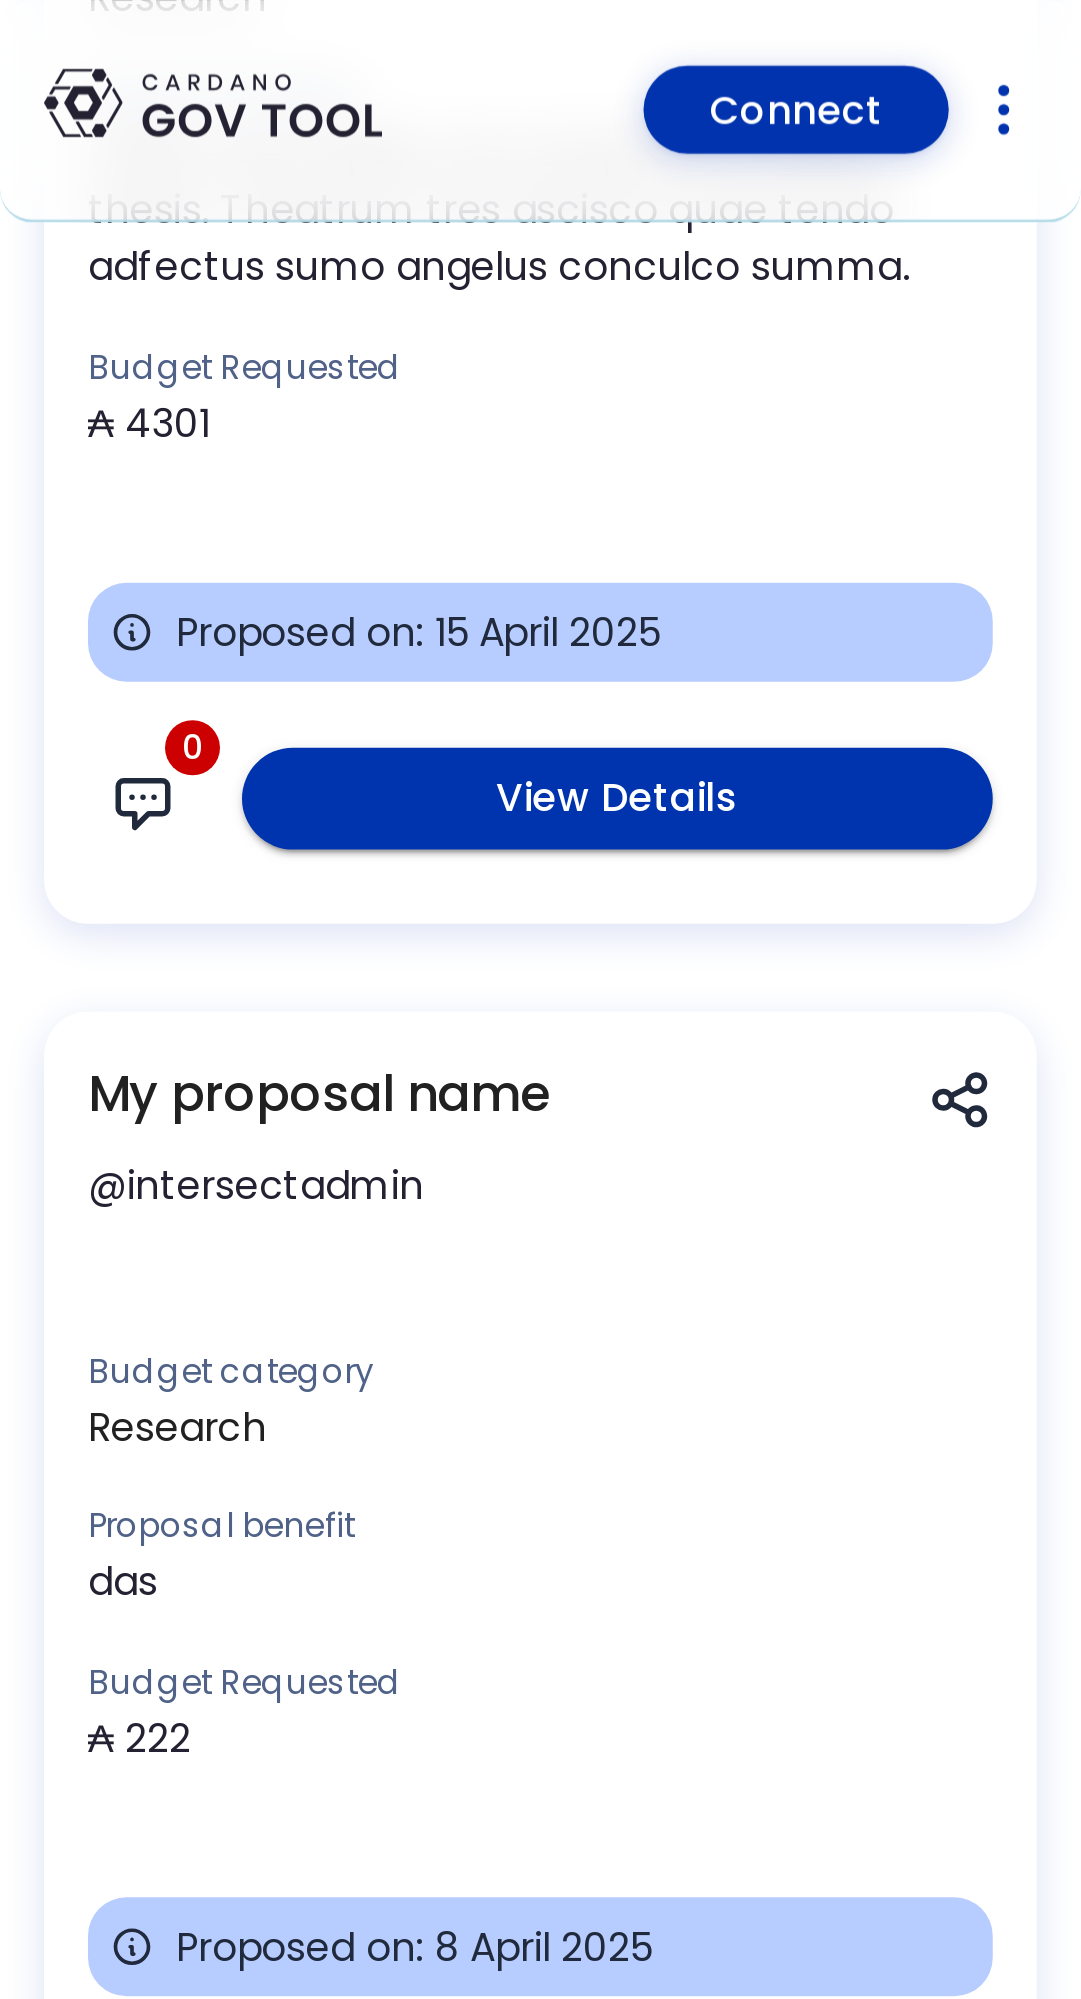 Research
CARDANO
GOV TOOL
Connect
thesis. Theatrum tres ascisco quae tendo
adfectus sumo angelus conculco summa.
Budget Requested
₳ 4301
Proposed on: 15 April 2025
0
View Details
My proposal name
@intersectadmin
Budget category
Research
Proposal benefit
das
Budget Requested
₳ 222
Proposed on: 8 April 2025